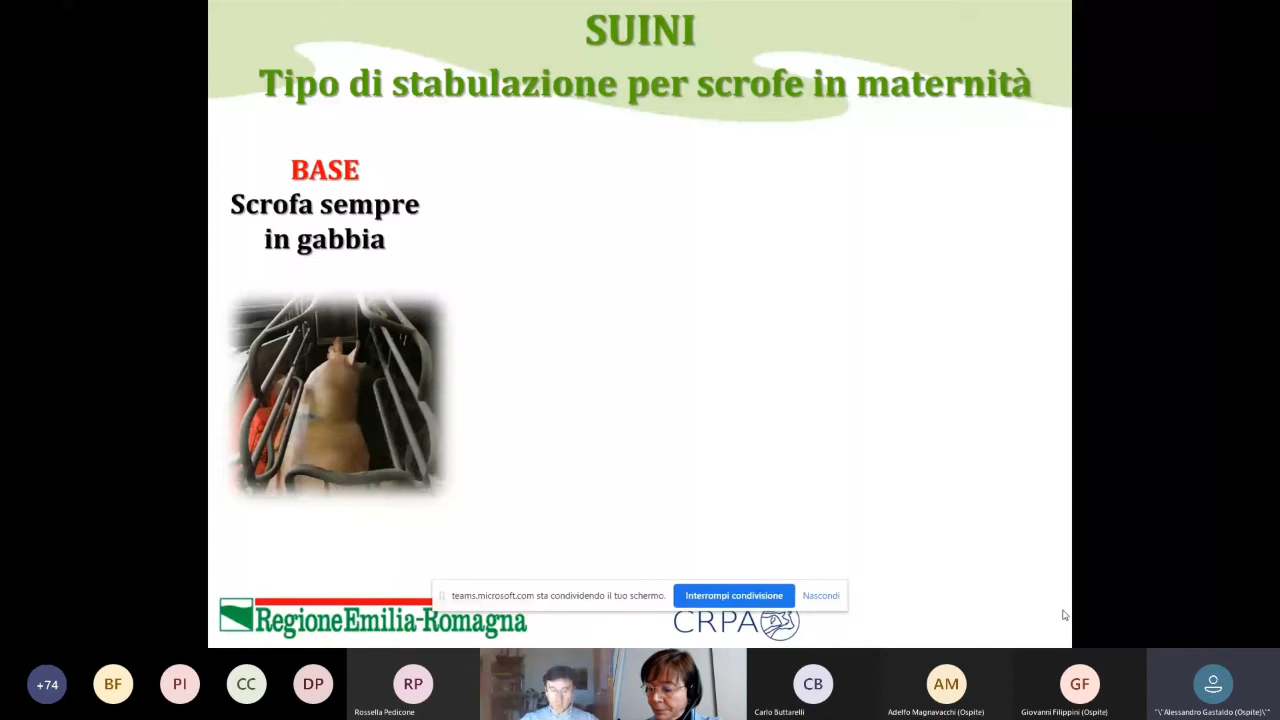 SUINI
Tipo di stabulazione per scrofe in maternità
BASE
Scrofa sempre
in gabbia
teams.microsoft.com sta condividendo il tuo schermo.
Interrompi condivisione
Nascondi
RegioneEmilia-Romagna
CRPA
+74
BF
PI
CC
DP
RP
CB
AM
GF
Rossella Pedicone
Carlo Buttarelli
Adelfo Magnavacchi (Ospite)
Giovanni Filippini (Ospite)
"\"Alessandro Gastaldo (Ospite)\""